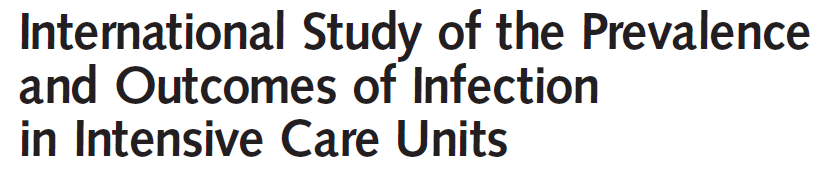 International Study of the Prevalence
and Outcomes of Infection
in Intensive Care Units